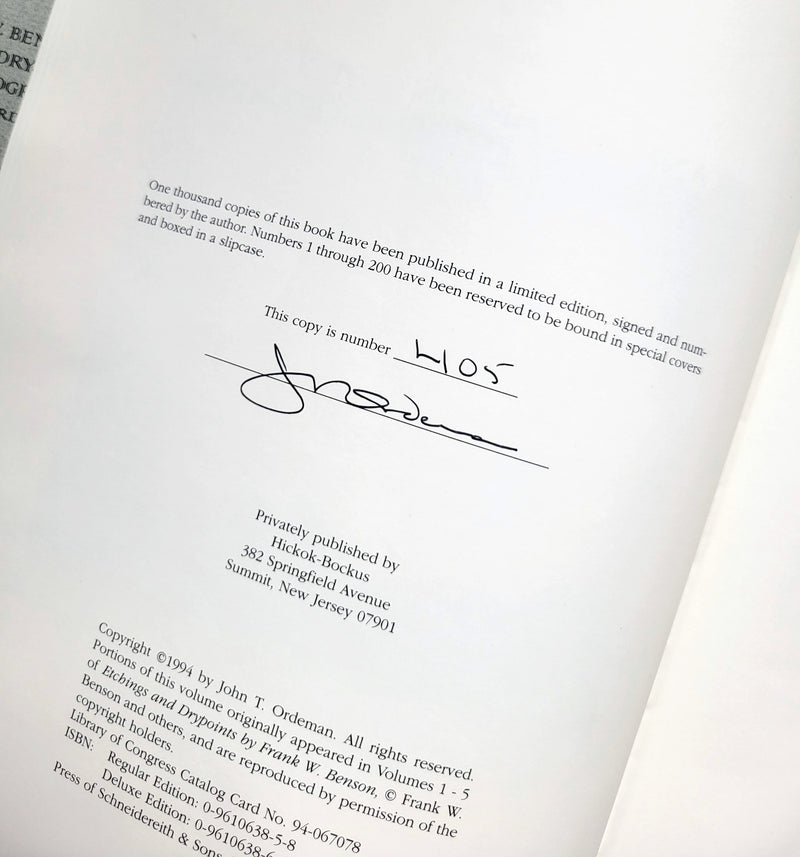 One thousand copies of this book have been published in a limited edition, signed and num-
bered by the author. Numbers 1 through 200 have been reserved to be bound in special covers
and boxed in a slipcase.
This copy is number 405
Privately published by
Hickok-Bockus
382 Springfield Avenue
Summit, New Jersey 07901
Copyright ©1994 by John T. Ordeman. All rights reserved.
Portions of this volume originally appeared in Volumes 1 - 5
of Etchings and Drypoints by Frank W. Benson, © Frank W.
Benson and others, and are reproduced by permission of the
copyright holders.
Library of Congress Catalog Card No. 94-067078
ISBN: Regular Edition: 0-9610638-5-8
Deluxe Edition: 0-9610638-
Press of Schneidereith & Sons